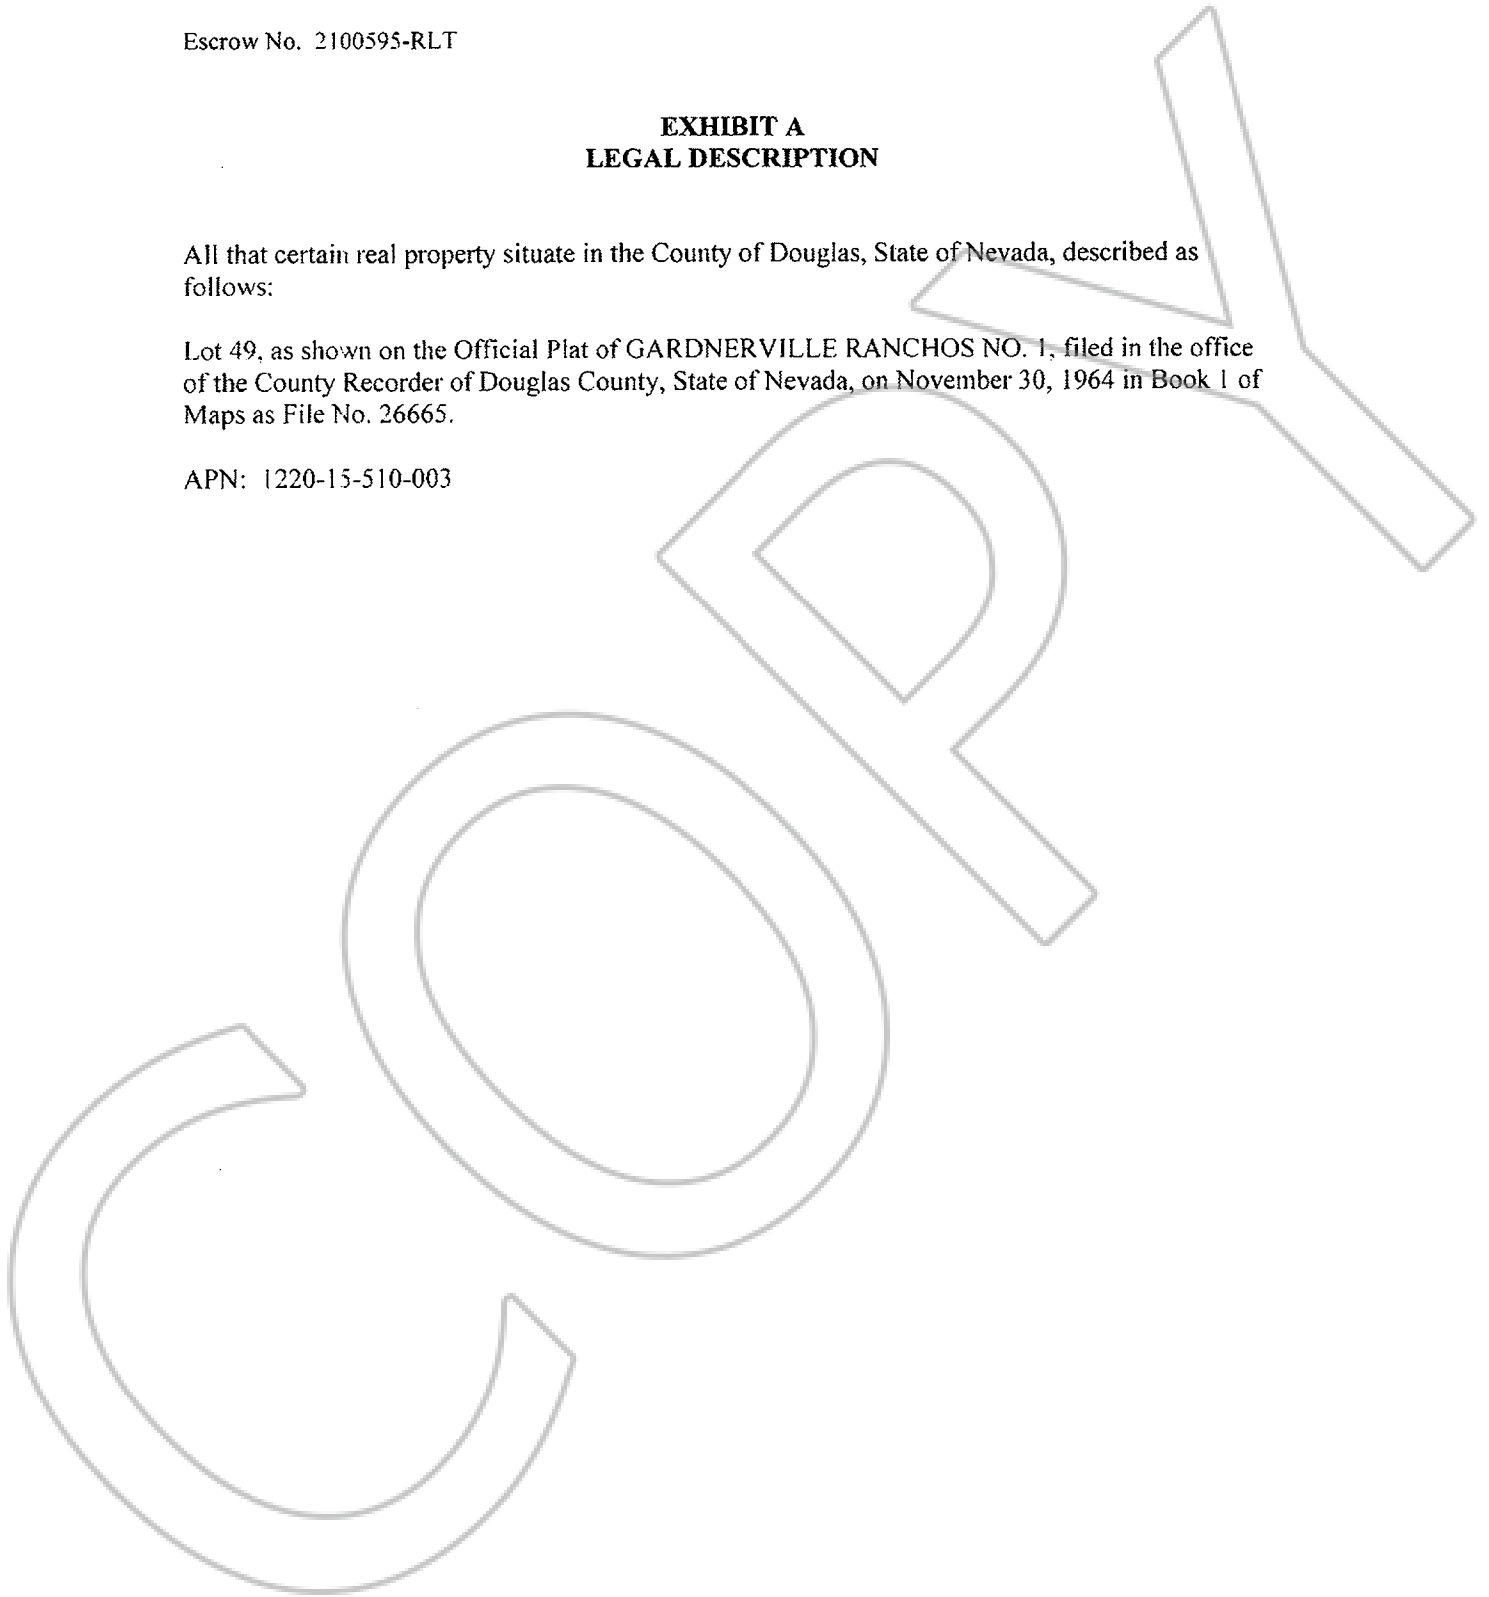 Escrow No. 2100595-RLT
EXHIBIT A
LEGAL DESCRIPTION
All that certain real property situate in the County of Douglas, State of Nevada, described as
follows:
Lot 49, as shown on the Official Plat of GARDNERVILLE RANCHOS NO. 1, filed in the office
of the County Recorder of Douglas County, State of Nevada, on November 30, 1964 in Book 1 of
Maps as File No. 26665.
APN: 1220-15-510-003
COPY